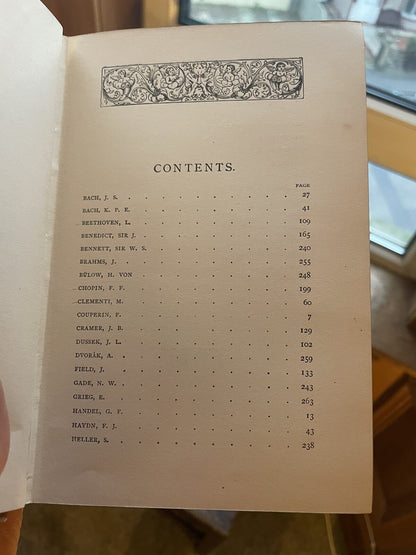 CONTENTS.
PAGE
BACH, J. S. . . . . . . . . 27
BACH, K. P. E. . . . . . . . . 41
BEETHOVEN, L. . . . . . . . . 109
BENEDICT, SIR J. . . . . . . . 165
BENNETT, SIR W. S. . . . . . . . 240
BRAHMS, J. . . . . . . . . 255
BÜLOW, H. VON . . . . . . . . 248
CHOPIN, F. F. . . . . . . . . 199
CLEMENTI, M. . . . . . . . . 60
COUPERIN, F. . . . . . . . . 7
CRAMER, J. B. . . . . . . . . 129
DUSSEK, J. L. . . . . . . . . 102
DVOŘÁK, A. . . . . . . . . 259
FIELD, J. . . . . . . . . 133
GADE, N. W. . . . . . . . . 243
GRIEG, E. . . . . . . . . 263
HANDEL, G. F. . . . . . . . . 13
HAYDN, F. J. . . . . . . . . 43
HELLER, S. . . . . . . . . 238